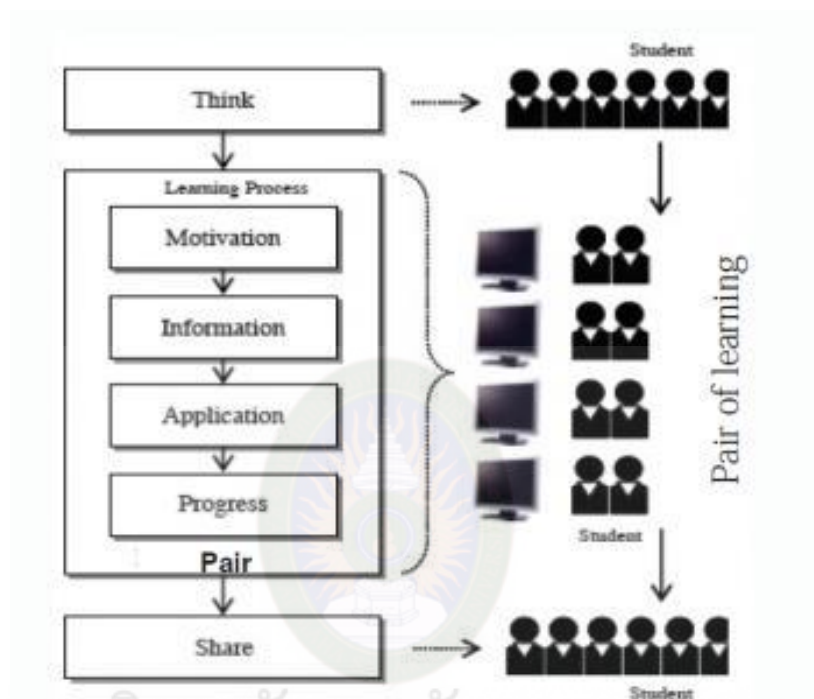 Student
Think
Learning Process
Motivation
Information
Application
Progress
Pair
Student
Pair of learning
Share
Student